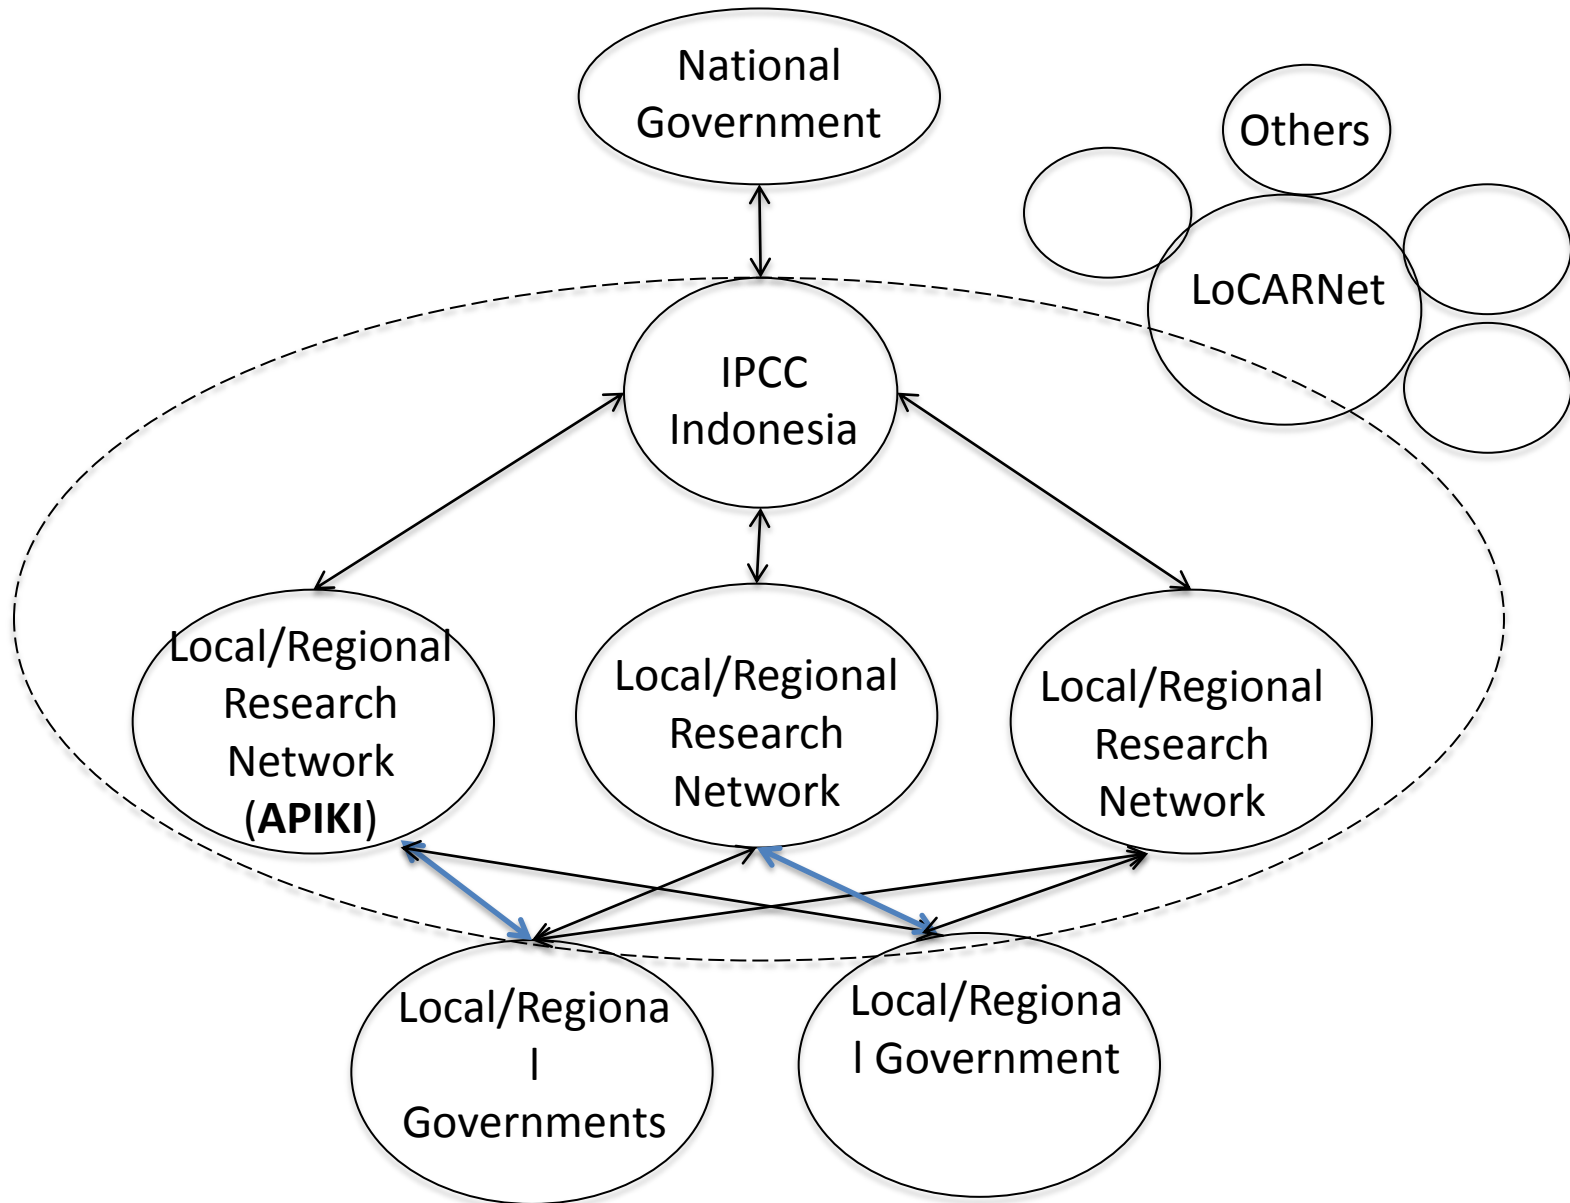 National
Government
Others
LoCARNet
IPCC
Indonesia
Local/Regional
Research
Network
(APIKI)
Local/Regional
Research
Network
Local/Regional
Research
Network
Local/Regiona
l
Governments
Local/Regiona
l Government